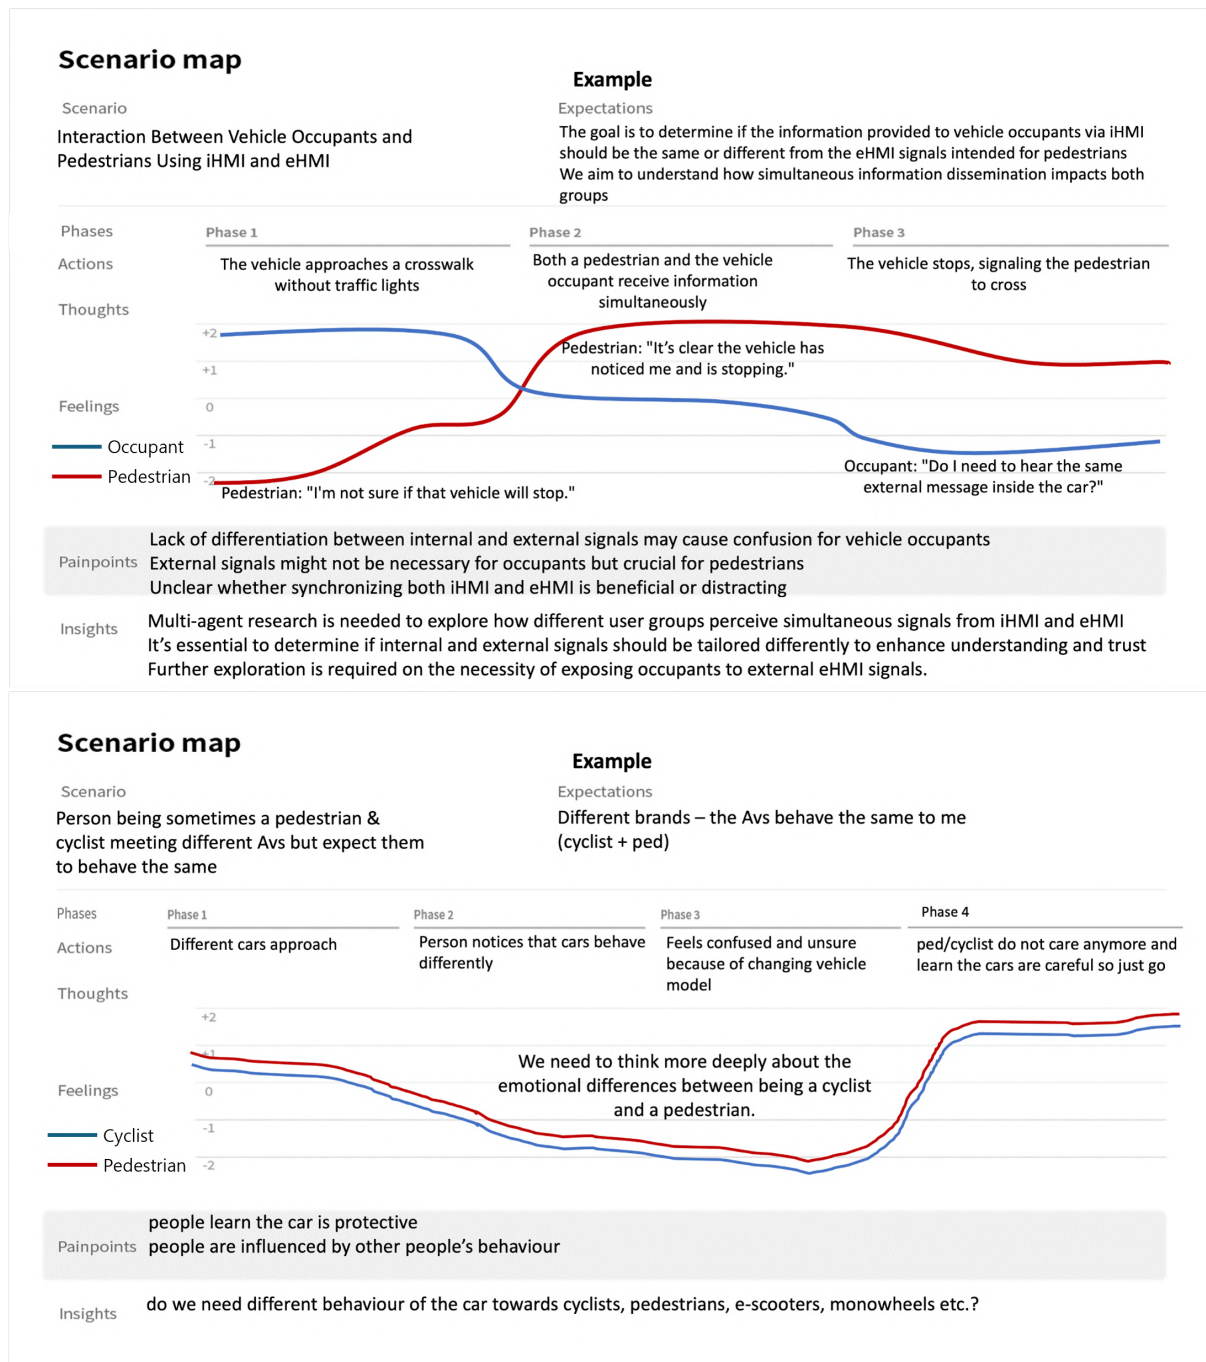 Scenario map
Example
Scenario
Interaction Between Vehicle Occupants and
Pedestrians Using iHMI and eHMI
Expectations
The goal is to determine if the information provided to vehicle occupants via iHMI
should be the same or different from the eHMI signals intended for pedestrians
We aim to understand how simultaneous information dissemination impacts both
groups
Phases
Phase 1
Phase 2
Phase 3
Actions
The vehicle approaches a crosswalk
without traffic lights
Both a pedestrian and the vehicle
occupant receive information
simultaneously
The vehicle stops, signaling the pedestrian
to cross
Thoughts
+2
+1
0
-1
-2
Pedestrian: "It's clear the vehicle has
noticed me and is stopping."
Feelings
Occupant
Pedestrian
Pedestrian: "I'm not sure if that vehicle will stop."
Occupant: "Do I need to hear the same
external message inside the car?"
Painpoints
Lack of differentiation between internal and external signals may cause confusion for vehicle occupants
External signals might not be necessary for occupants but crucial for pedestrians
Unclear whether synchronizing both iHMI and eHMI is beneficial or distracting
Insights
Multi-agent research is needed to explore how different user groups perceive simultaneous signals from iHMI and eHMI
It's essential to determine if internal and external signals should be tailored differently to enhance understanding and trust
Further exploration is required on the necessity of exposing occupants to external eHMI signals.
Scenario map
Example
Scenario
Person being sometimes a pedestrian &
cyclist meeting different Avs but expect them
to behave the same
Expectations
Different brands – the Avs behave the same to me
(cyclist + ped)
Phases
Phase 1
Phase 2
Phase 3
Phase 4
Actions
Different cars approach
Person notices that cars behave
differently
Feels confused and unsure
because of changing vehicle
model
ped/cyclist do not care anymore and
learn the cars are careful so just go
Thoughts
+2
+1
0
-1
-2
We need to think more deeply about the
emotional differences between being a cyclist
and a pedestrian.
Feelings
Cyclist
Pedestrian
Painpoints
people learn the car is protective
people are influenced by other people's behaviour
Insights
do we need different behaviour of the car towards cyclists, pedestrians, e-scooters, monowheels etc.?